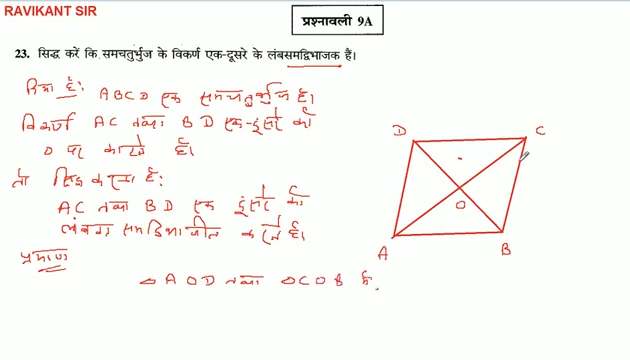 RAVIKANT SIR
प्रश्नावली 9A
23. सिद्ध करें कि समचतुर्भुज के विकर्ण एक-दूसरे के लंबसमद्विभाजक हैं।
दिया है:
ABCD एक समचतुर्भुज है।
विकर्ण AC तथा BD एक-दूसरे को
O पर काटते हैं।
तो सिद्ध करना है:
AC तथा BD एक दूसरे को
लंबवत समद्विभाजीत करते है।
प्रमाण
△AOD तथा △COB में,
D
C
O
A
B